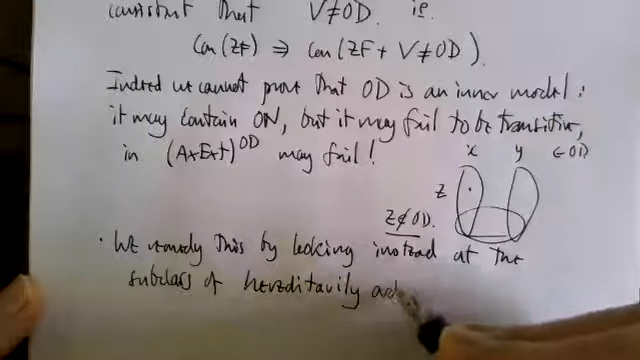 consistent that V≠OD. ie.
Con(ZF) ⇒ Con(ZF + V≠OD).
Indeed we cannot prove that OD is an inner model:
it may contain ON, but it may fail to be transitive,
in (AxExt)^OD may fail!
x y ∈ OD
z
z∉OD.
· We remedy this by looking instead at the
subclass of hereditarily